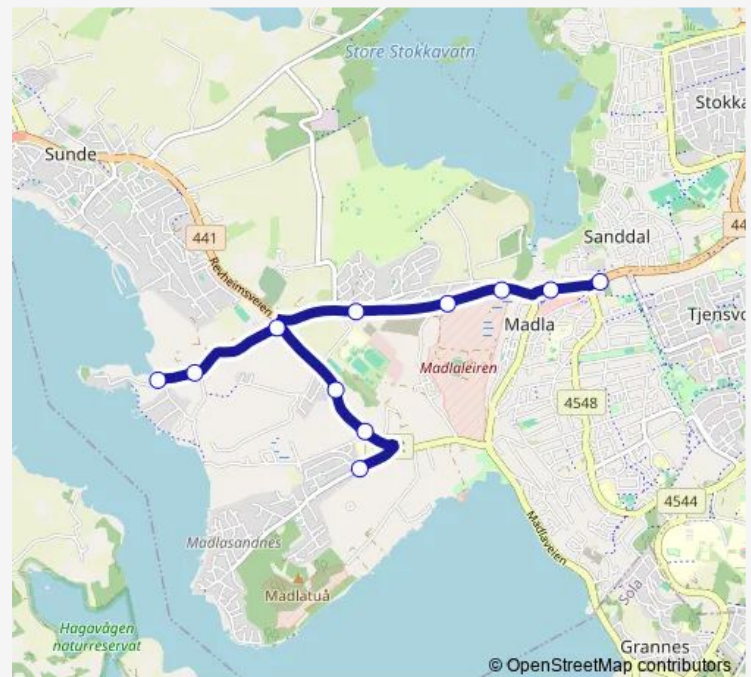 Store Stokkavatn
Stokka
Sunde
441
44
Sanddal
Revheimsveien
Madla
Tjensvo
Madlaleiren
4548
4544
Madlasandnes
Madlaveien
Madlatuå
Sola
Hagavågen
naturreservat
Grannes
© OpenStreetMap contributors